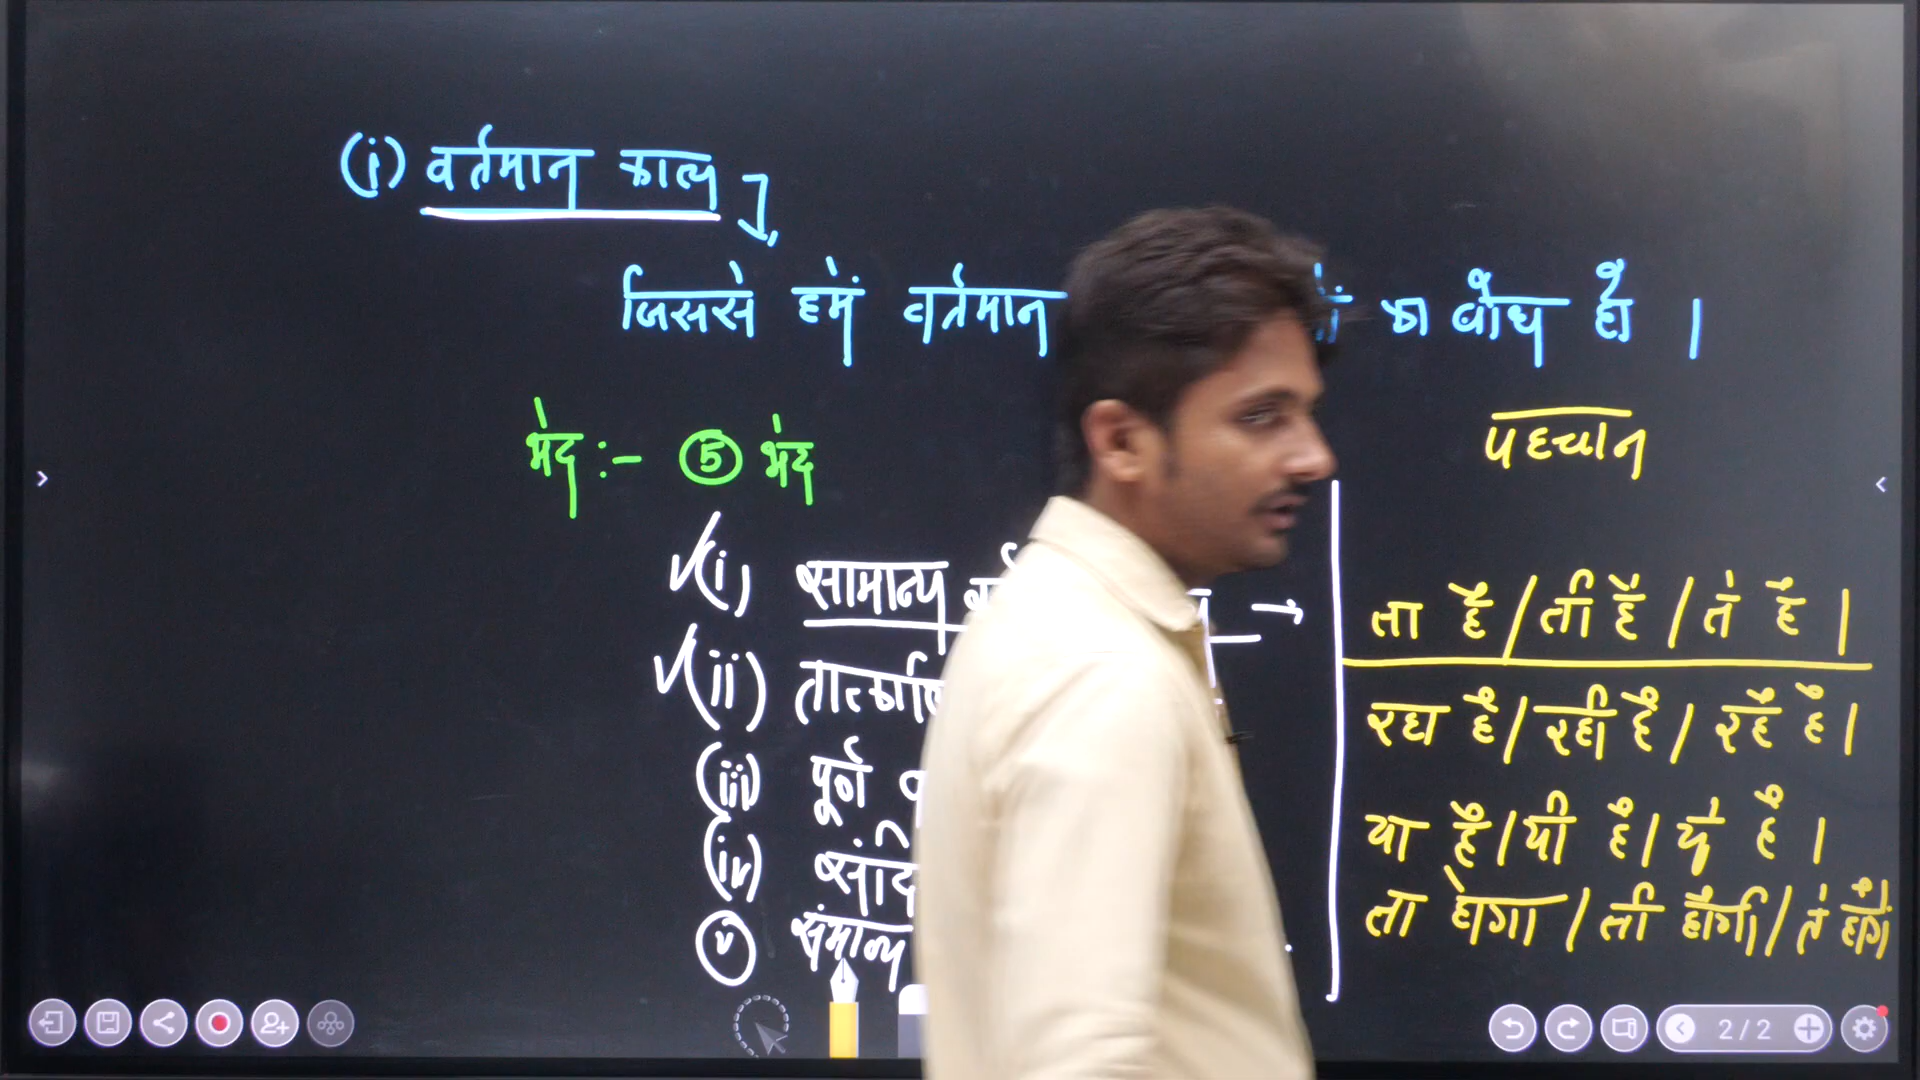 (i) वर्तमान काल
जिससे हमें वर्तमान का बोध हो ।
भेद :- 5 भेद
पहचान
(i) सामान्य → ता है / ती है / ते है ।
(ii) रहा है / रही है / रहे है ।
(iii) पूर्ण या है / यी है / ये है ।
(iv) ता होगा / ती होगी / ते होंगे
(v) संभाव्य
2/2